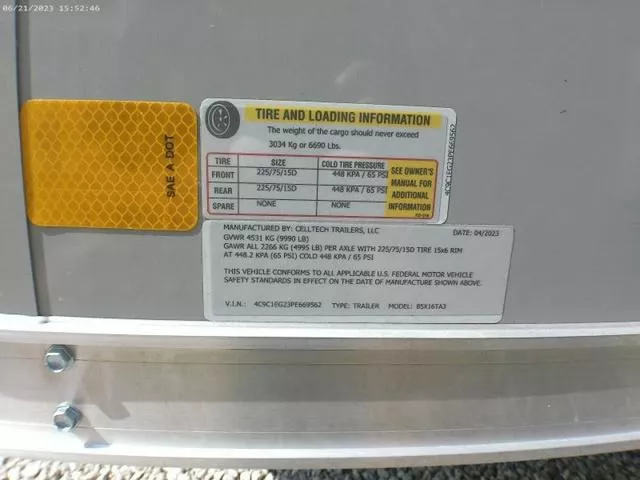 06/21/2023 15:52:46
SAE A DOT
TIRE AND LOADING INFORMATION
The weight of the cargo should never exceed
3034 Kg or 6690 Lbs.
TIRE SIZE COLD TIRE PRESSURE
FRONT 225/75/15D 448 KPA / 65 PSI
REAR 225/75/15D 448 KPA / 65 PSI
SPARE NONE NONE
SEE OWNER'S
MANUAL FOR
ADDITIONAL
INFORMATION
4C9C1EG23PE669562
MANUFACTURED BY: CELLTECH TRAILERS, LLC DATE: 04/2023
GVWR 4531 KG (9990 LB)
GAWR ALL 2266 KG (4995 LB) PER AXLE WITH 225/75/15D TIRE 15x6 RIM
AT 448.2 KPA (65 PSI) COLD 448 KPA / 65 PSI
THIS VEHICLE CONFORMS TO ALL APPLICABLE U.S. FEDERAL MOTOR VEHICLE
SAFETY STANDARDS IN EFFECT ON THE DATE OF MANUFACTURE SHOWN ABOVE.
V.I.N.: 4C9C1EG23PE669562 TYPE: TRAILER MODEL: 85X16TA3